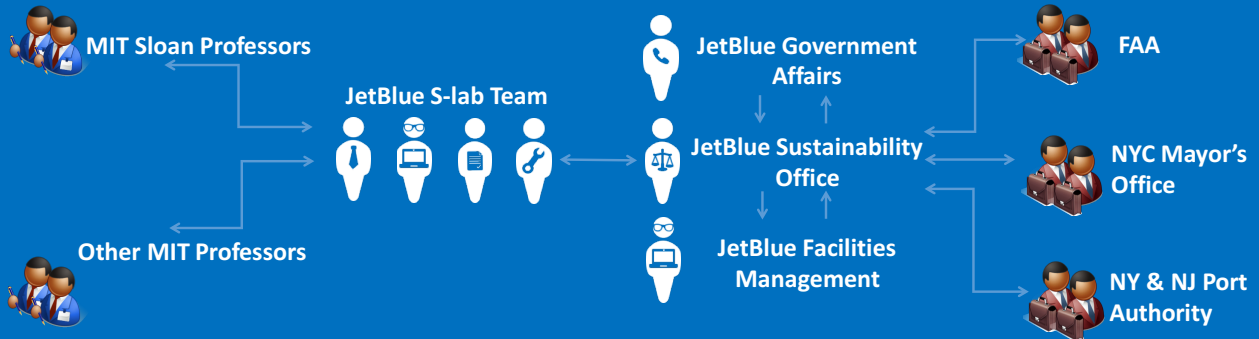 MIT Sloan Professors
Other MIT Professors
JetBlue S-lab Team
JetBlue Government
Affairs
JetBlue Sustainability
Office
JetBlue Facilities
Management
FAA
NYC Mayor’s
Office
NY & NJ Port
Authority